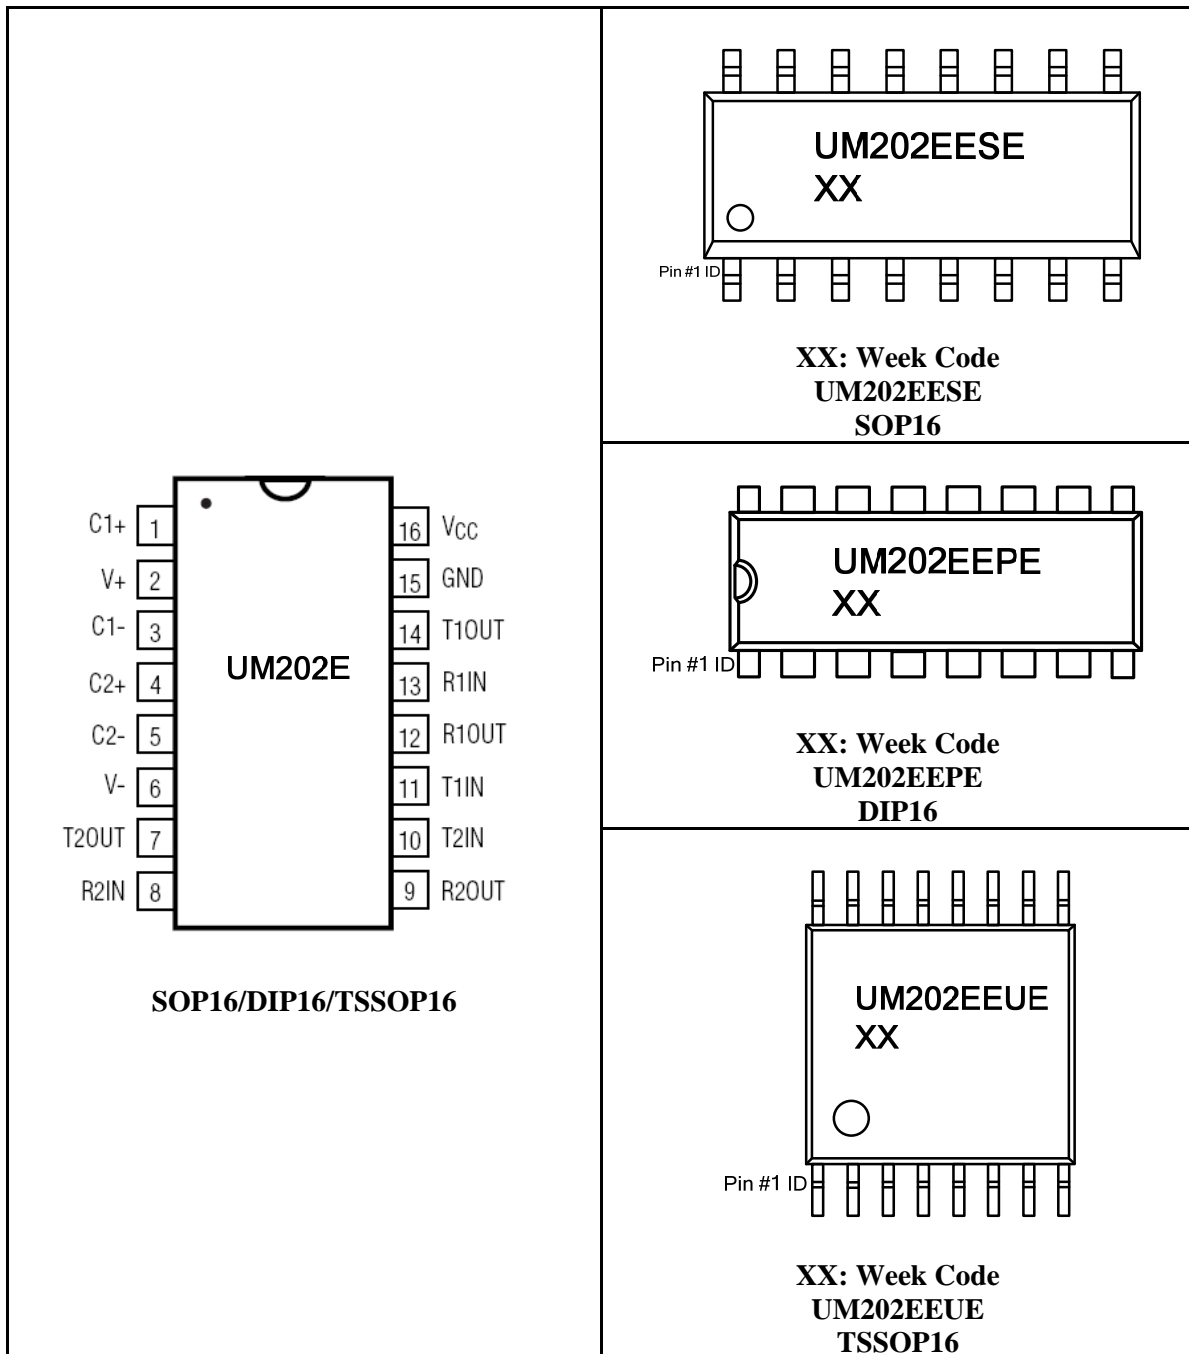 C1+ 1
V+ 2
C1- 3
C2+ 4
C2- 5
V- 6
T2OUT 7
R2IN 8
UM202E
16 VCC
15 GND
14 T1OUT
13 R1IN
12 R1OUT
11 T1IN
10 T2IN
9 R2OUT
SOP16/DIP16/TSSOP16
UM202EESE
XX
Pin #1 ID
XX: Week Code
UM202EESE
SOP16
UM202EEPE
XX
Pin #1 ID
XX: Week Code
UM202EEPE
DIP16
UM202EEUE
XX
Pin #1 ID
XX: Week Code
UM202EEUE
TSSOP16